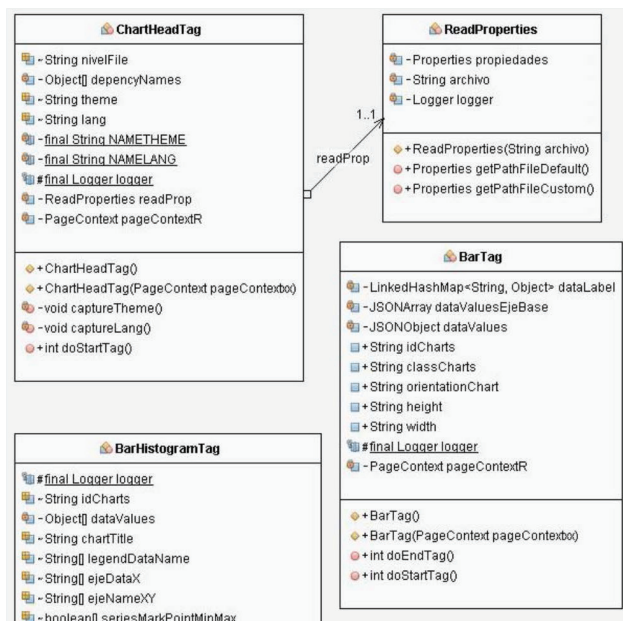 ChartHeadTag
~String nivelFile
-Object[] depencyNames
~String theme
~String lang
-final String NAMETHEME
-final String NAMELANG
#final Logger logger
-ReadProperties readProp
-PageContext pageContextR
+ChartHeadTag()
+ChartHeadTag(PageContext pageContextxx)
-void captureTheme()
-void captureLang()
+int doStartTag()
1..1
readProp
ReadProperties
-Properties propiedades
-String archivo
-Logger logger
+ReadProperties(String archivo)
+Properties getPathFileDefault()
+Properties getPathFileCustom()
BarTag
-LinkedHashMap<String, Object> dataLabel
-JSONArray dataValuesEjeBase
-JSONObject dataValues
+String idCharts
+String classCharts
+String orientationChart
+String height
+String width
#final Logger logger
-PageContext pageContextR
+BarTag()
+BarTag(PageContext pageContextxx)
+int doEndTag()
+int doStartTag()
BarHistogramTag
#final Logger logger
~String idCharts
-Object[] dataValues
~String chartTitle
~String[] legendDataName
~String[] ejeDataX
~String[] ejeNameXY
~boolean[] seriesMarkPointMinMax